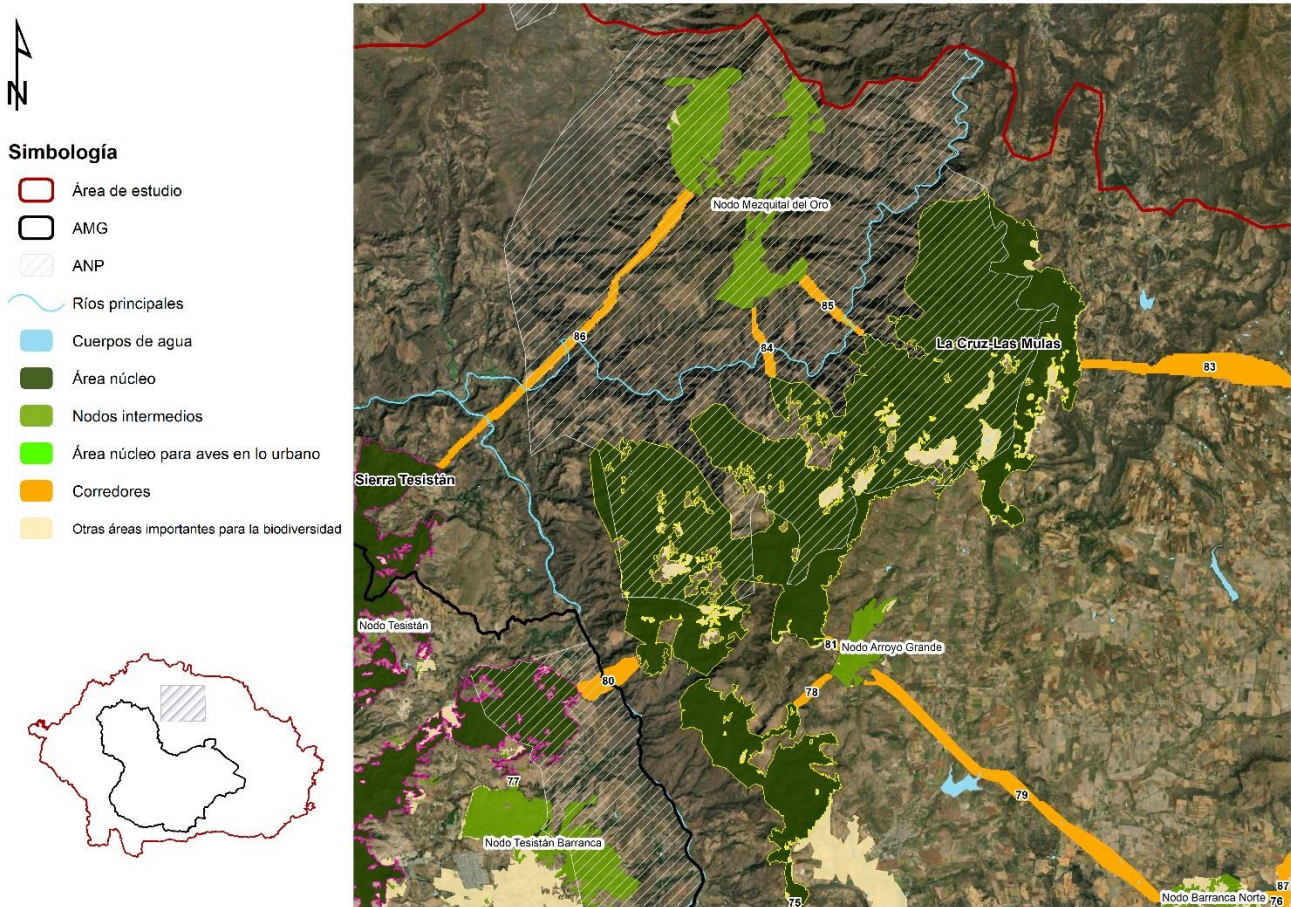 N
Simbología
Área de estudio
AMG
ANP
Ríos principales
Cuerpos de agua
Área núcleo
Nodos intermedios
Área núcleo para aves en lo urbano
Corredores
Otras áreas importantes para la biodiversidad
Nodo Mezquital del Oro
86
85
84
La Cruz-Las Mulas
83
Sierra Tesistán
Nodo Tesistán
81
Nodo Arroyo Grande
80
78
77
79
Nodo Tesistán Barranca
75
Nodo Barranca Norte
87
76